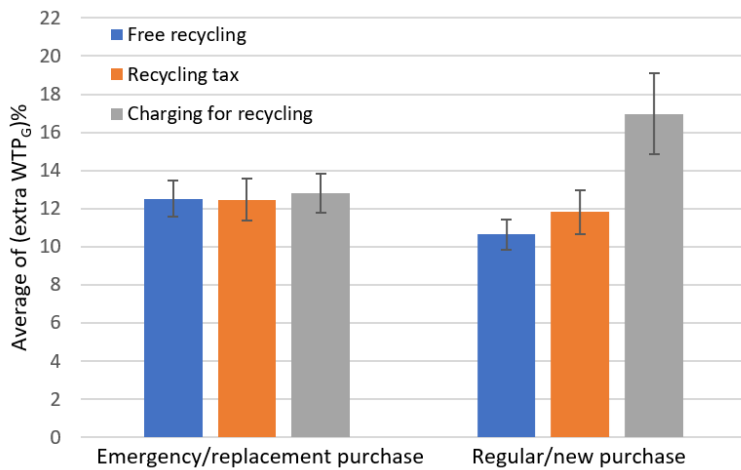 22
20
18
16
14
12
10
8
6
4
2
0
Average of (extra WTP_G)%
Free recycling
Recycling tax
Charging for recycling
Emergency/replacement purchase
Regular/new purchase